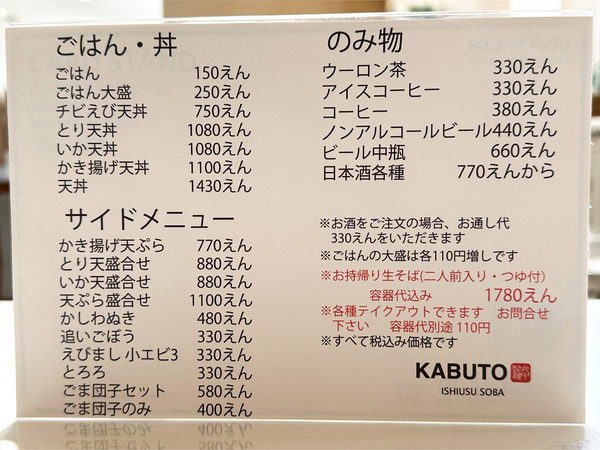 ごはん・丼
ごはん 150えん
ごはん大盛 250えん
チビえび天丼 750えん
とり天丼 1080えん
いか天丼 1080えん
かき揚げ天丼 1100えん
天丼 1430えん
サイドメニュー
かき揚げ天ぷら 770えん
とり天盛合せ 880えん
いか天盛合せ 880えん
天ぷら盛合せ 1100えん
かしわぬき 480えん
追いごぼう 330えん
えびまし 小エビ3 330えん
とろろ 330えん
ごま団子セット 580えん
ごま団子のみ 400えん
のみ物
ウーロン茶 330えん
アイスコーヒー 330えん
コーヒー 380えん
ノンアルコールビール440えん
ビール中瓶 660えん
日本酒各種 770えんから
※お酒をご注文の場合、お通し代
330えんをいただきます
※ごはんの大盛は各110円増しです
※お持帰り生そば(二人前入り・つゆ付)
容器代込み 1780えん
※各種テイクアウトできます お問合せ
下さい 容器代別途 110円
※すべて税込み価格です
KABUTO
ISHIUSU SOBA